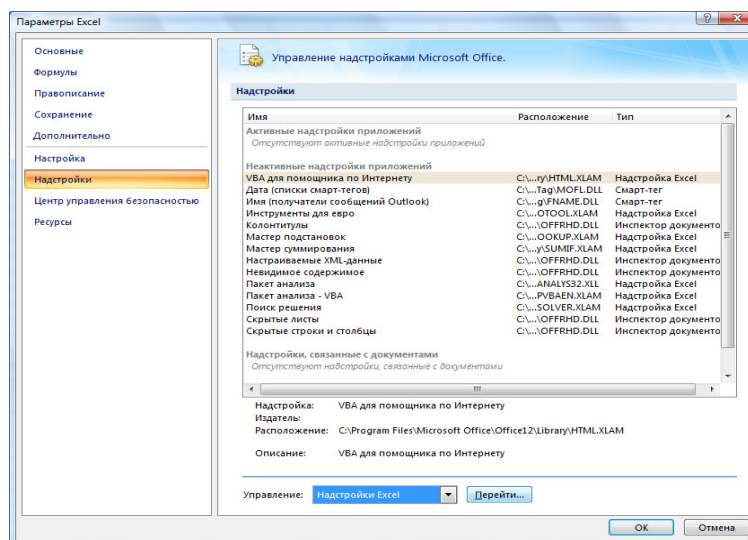 Параметры Excel
Основные
Формулы
Правописание
Сохранение
Дополнительно
Настройка
Надстройки
Центр управления безопасностью
Ресурсы
Управление надстройками Microsoft Office.
Надстройки
Имя Расположение Тип
Активные надстройки приложений
Отсутствуют активные надстройки приложений
Неактивные надстройки приложений
VBA для помощника по Интернету C:\...ry\HTML.XLAM Надстройка Excel
Дата (списки смарт-тегов) C:\...Tag\MOFL.DLL Смарт-тег
Имя (получатели сообщений Outlook) C:\...g\FNAME.DLL Смарт-тег
Инструменты для евро C:\...OTOOL.XLAM Надстройка Excel
Колонтитулы C:\...\OFFRHD.DLL Инспектор документо
Мастер подстановок C:\...OOKUP.XLAM Надстройка Excel
Мастер суммирования C:\...y\SUMIF.XLAM Надстройка Excel
Настраиваемые XML-данные C:\...\OFFRHD.DLL Инспектор документо
Невидимое содержимое C:\...\OFFRHD.DLL Инспектор документо
Пакет анализа C:\...ANALYS32.XLL Надстройка Excel
Пакет анализа - VBA C:\...PVBAEN.XLAM Надстройка Excel
Поиск решения C:\...SOLVER.XLAM Надстройка Excel
Скрытые листы C:\...\OFFRHD.DLL Инспектор документо
Скрытые строки и столбцы C:\...\OFFRHD.DLL Инспектор документо
Надстройки, связанные с документами
Отсутствуют надстройки, связанные с документами
Надстройка: VBA для помощника по Интернету
Издатель:
Расположение: C:\Program Files\Microsoft Office\Office12\Library\HTML.XLAM
Описание: VBA для помощника по Интернету
Управление: Надстройки Excel Перейти...
ОК Отмена